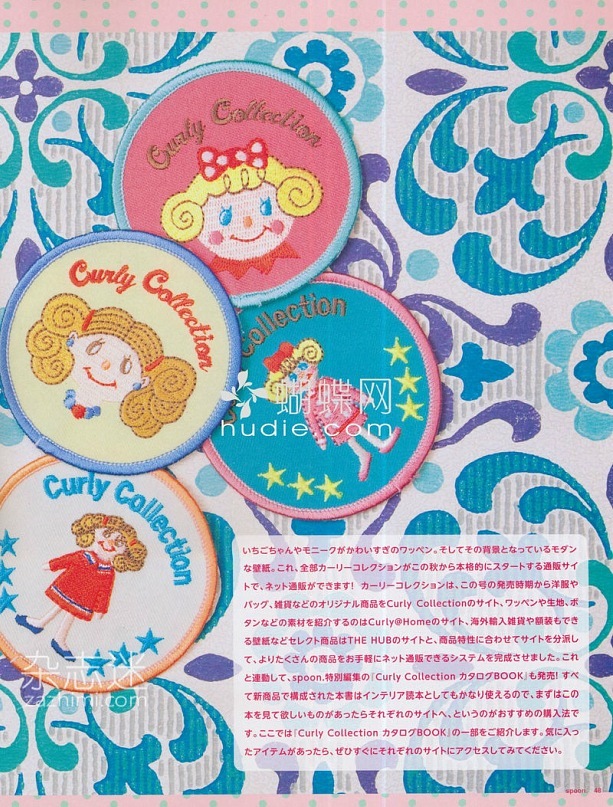 Curly Collection
Curly Collection
Collection
Curly Collection
蝴蝶网
hudie.com
杂志迷
zazhimi.com
いちごちゃんやモニークがかわいすぎのワッペン。そしてその背景となっているモダン
な壁紙。これ、全部カーリーコレクションがこの秋から本格的にスタートする通販サイ
トで、ネット通販ができます! カーリーコレクションは、この号の発売時期から洋服や
バッグ、雑貨などのオリジナル商品をCurly Collectionのサイト、ワッペンや生地、ボ
タンなどの素材を紹介するのはCurly@Homeのサイト、海外輸入雑貨や額装もでき
る壁紙などセレクト商品はTHE HUBのサイトと、商品特性に合わせてサイトを分派し
て、よりたくさんの商品をお手軽にネット通販できるシステムを完成させました。これ
と連動して、spoon.特別編集の『Curly Collection カタログBOOK』も発売! すべ
て新商品で構成された本書はインテリア読本としてもかなり使えるので、まずはこの
本を見て欲しいものがあったらそれぞれのサイトへ、というのがおすすめの購入法で
す。ここでは『Curly Collection カタログBOOK』の一部をご紹介します。気に入っ
たアイテムがあったら、ぜひすぐにそれぞれのサイトにアクセスしてみてください。
spoon. 48